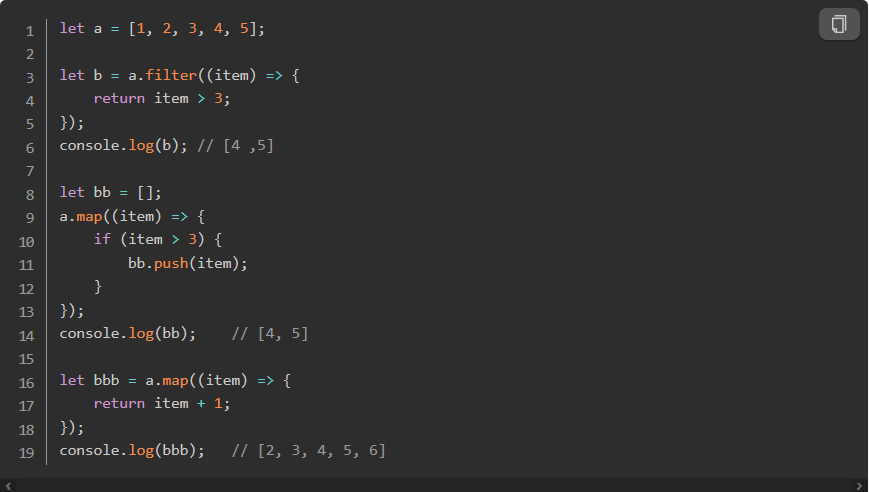 1 let a = [1, 2, 3, 4, 5];
2
3 let b = a.filter((item) => {
4     return item > 3;
5 });
6 console.log(b); // [4 ,5]
7
8 let bb = [];
9 a.map((item) => {
10     if (item > 3) {
11         bb.push(item);
12     }
13 });
14 console.log(bb);    // [4, 5]
15
16 let bbb = a.map((item) => {
17     return item + 1;
18 });
19 console.log(bbb);   // [2, 3, 4, 5, 6]